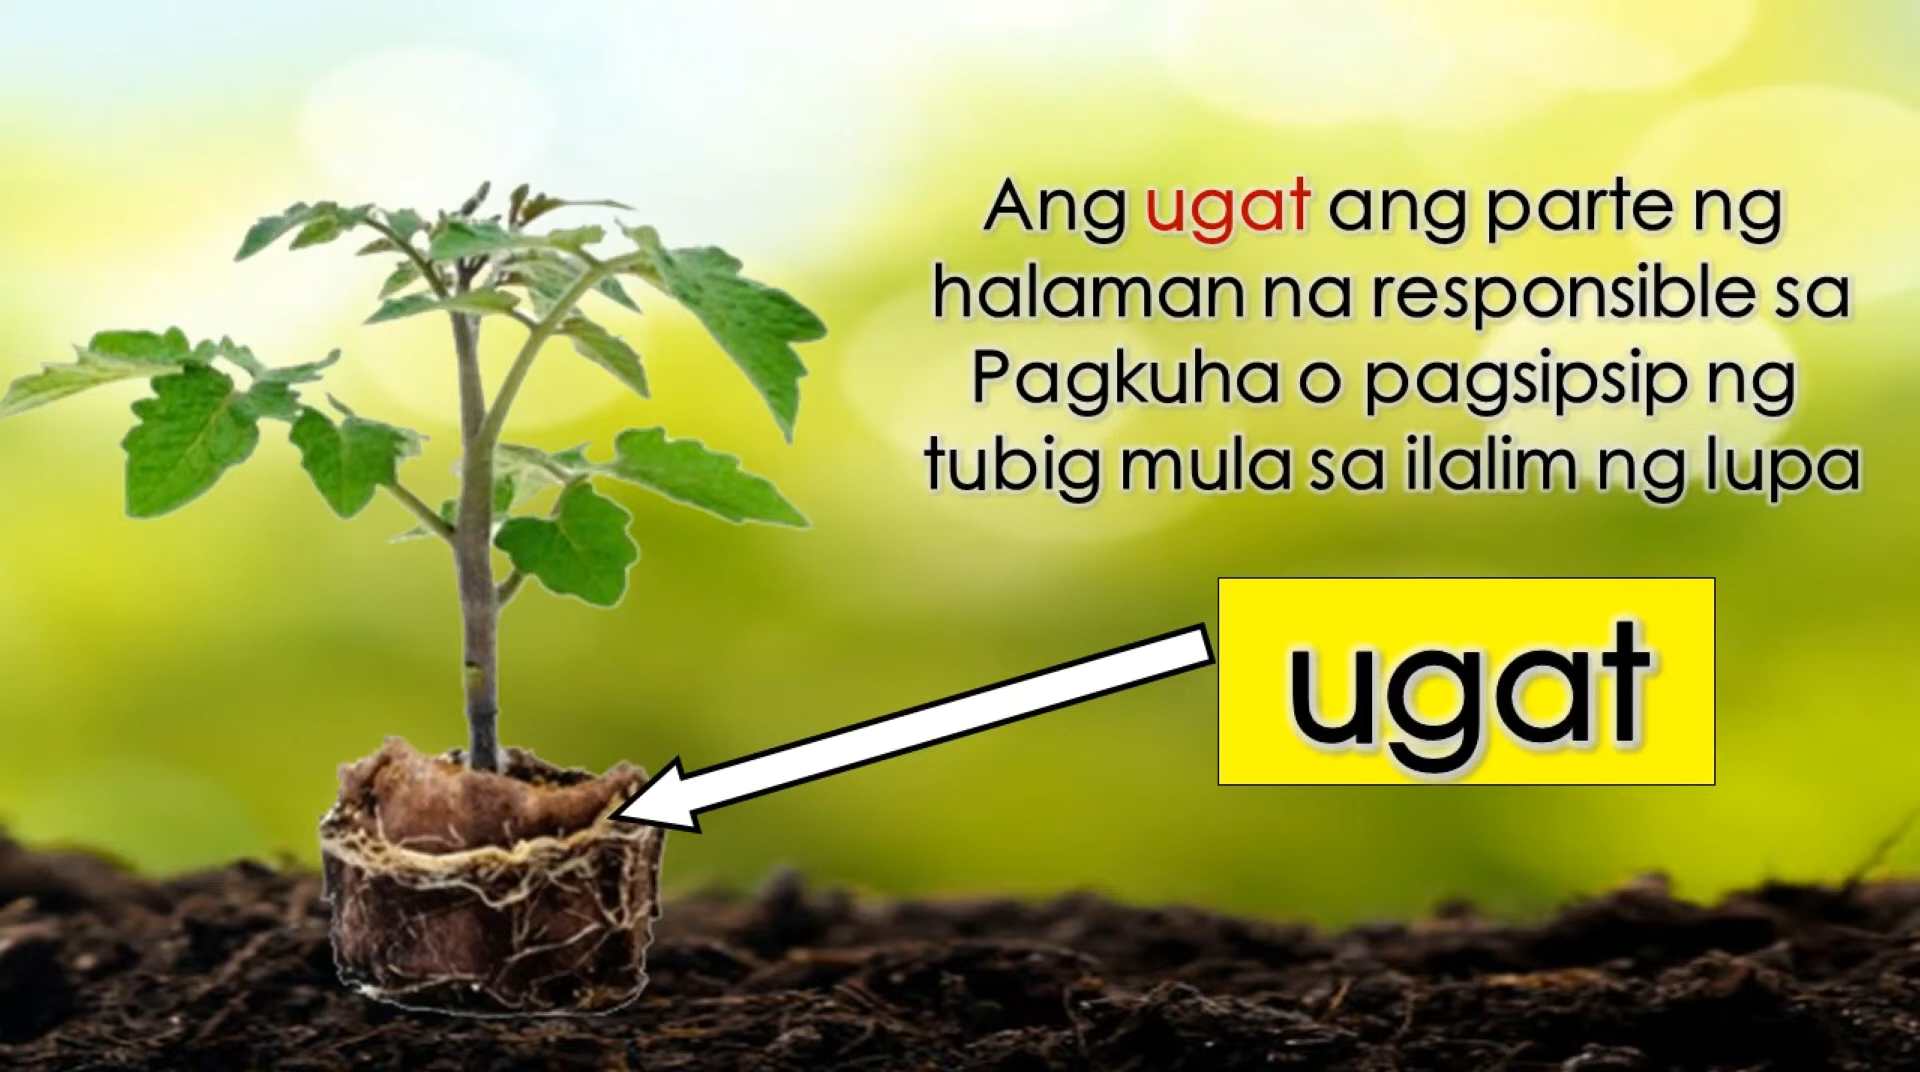 Ang ugat ang parte ng
halaman na responsible sa
Pagkuha o pagsipsip ng
tubig mula sa ilalim ng lupa
ugat